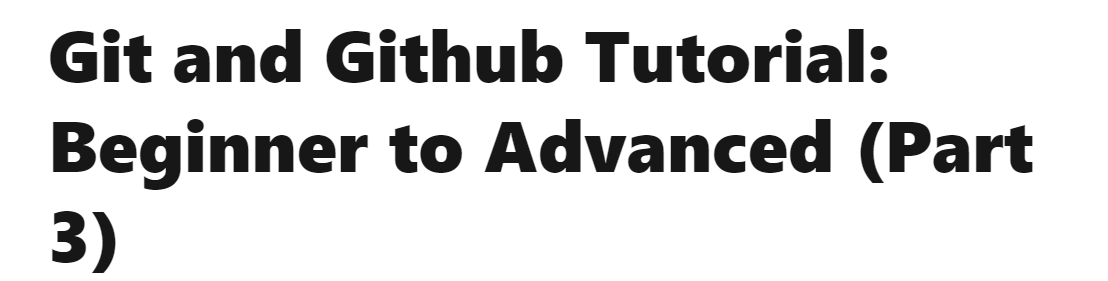 Git and Github Tutorial:
Beginner to Advanced (Part
3)